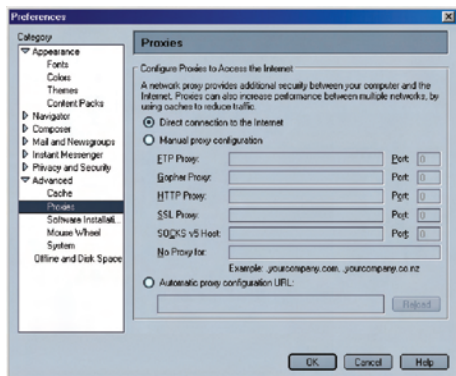 Preferences
Category
Appearance
Fonts
Colors
Themes
Content Packs
Navigator
Composer
Mail and Newsgroups
Instant Messenger
Privacy and Security
Advanced
Cache
Proxies
Software Installati...
Mouse Wheel
System
Offline and Disk Space
Proxies
Configure Proxies to Access the Internet
A network proxy provides additional security between your computer and the
Internet. Proxies can also increase performance between multiple networks, by
using caches to reduce traffic.
Direct connection to the Internet
Manual proxy configuration
FTP Proxy: Port: 0
Gopher Proxy: Port: 0
HTTP Proxy: Port: 0
SSL Proxy: Port: 0
SOCKS v5 Host: Port: 0
No Proxy for:
Example: .yourcompany.com, .yourcompany.co.nz
Automatic proxy configuration URL:
Reload
OK Cancel Help